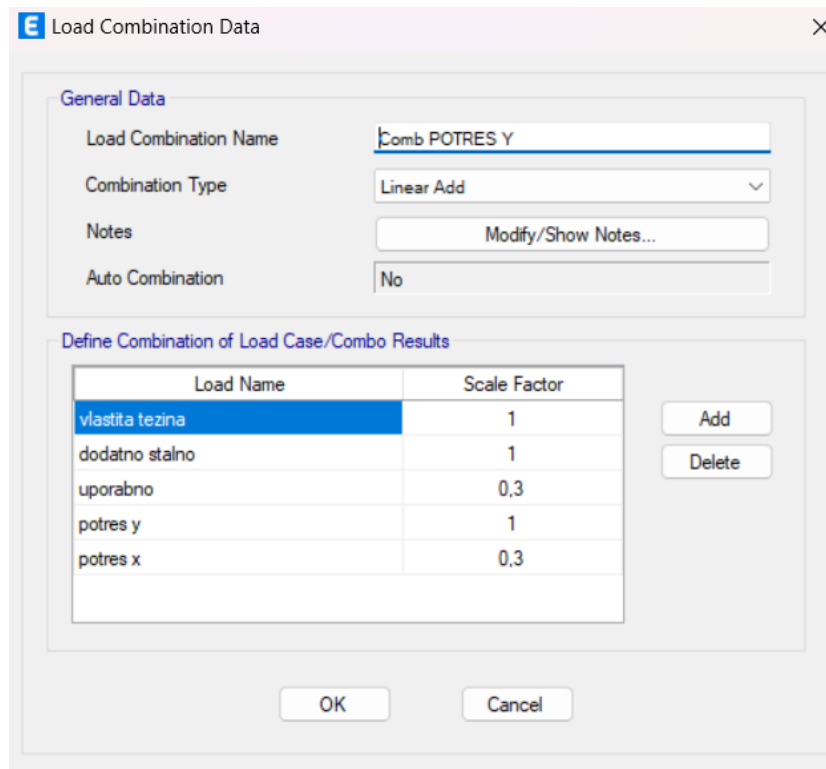 E Load Combination Data
General Data
Load Combination Name Comb POTRES Y
Combination Type Linear Add
Notes Modify/Show Notes...
Auto Combination No
Define Combination of Load Case/Combo Results
Load Name Scale Factor
vlastita tezina 1 Add
dodatno stalno 1 Delete
uporabno 0,3
potres y 1
potres x 0,3
OK Cancel